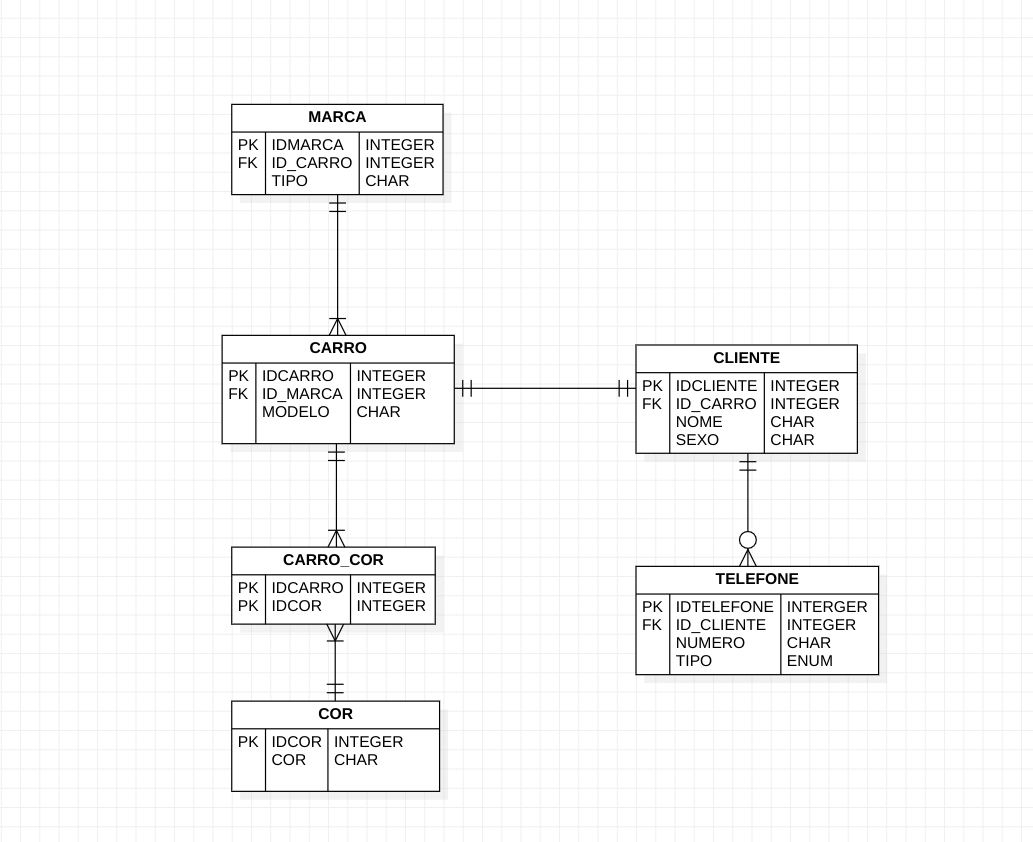 MARCA
PK IDMARCA INTEGER
FK ID_CARRO INTEGER
TIPO CHAR
CARRO
PK IDCARRO INTEGER
FK ID_MARCA INTEGER
MODELO CHAR
CLIENTE
PK IDCLIENTE INTEGER
FK ID_CARRO INTEGER
NOME CHAR
SEXO CHAR
CARRO_COR
PK IDCARRO INTEGER
PK IDCOR INTEGER
TELEFONE
PK IDTELEFONE INTERGER
FK ID_CLIENTE INTEGER
NUMERO CHAR
TIPO ENUM
COR
PK IDCOR INTEGER
COR CHAR